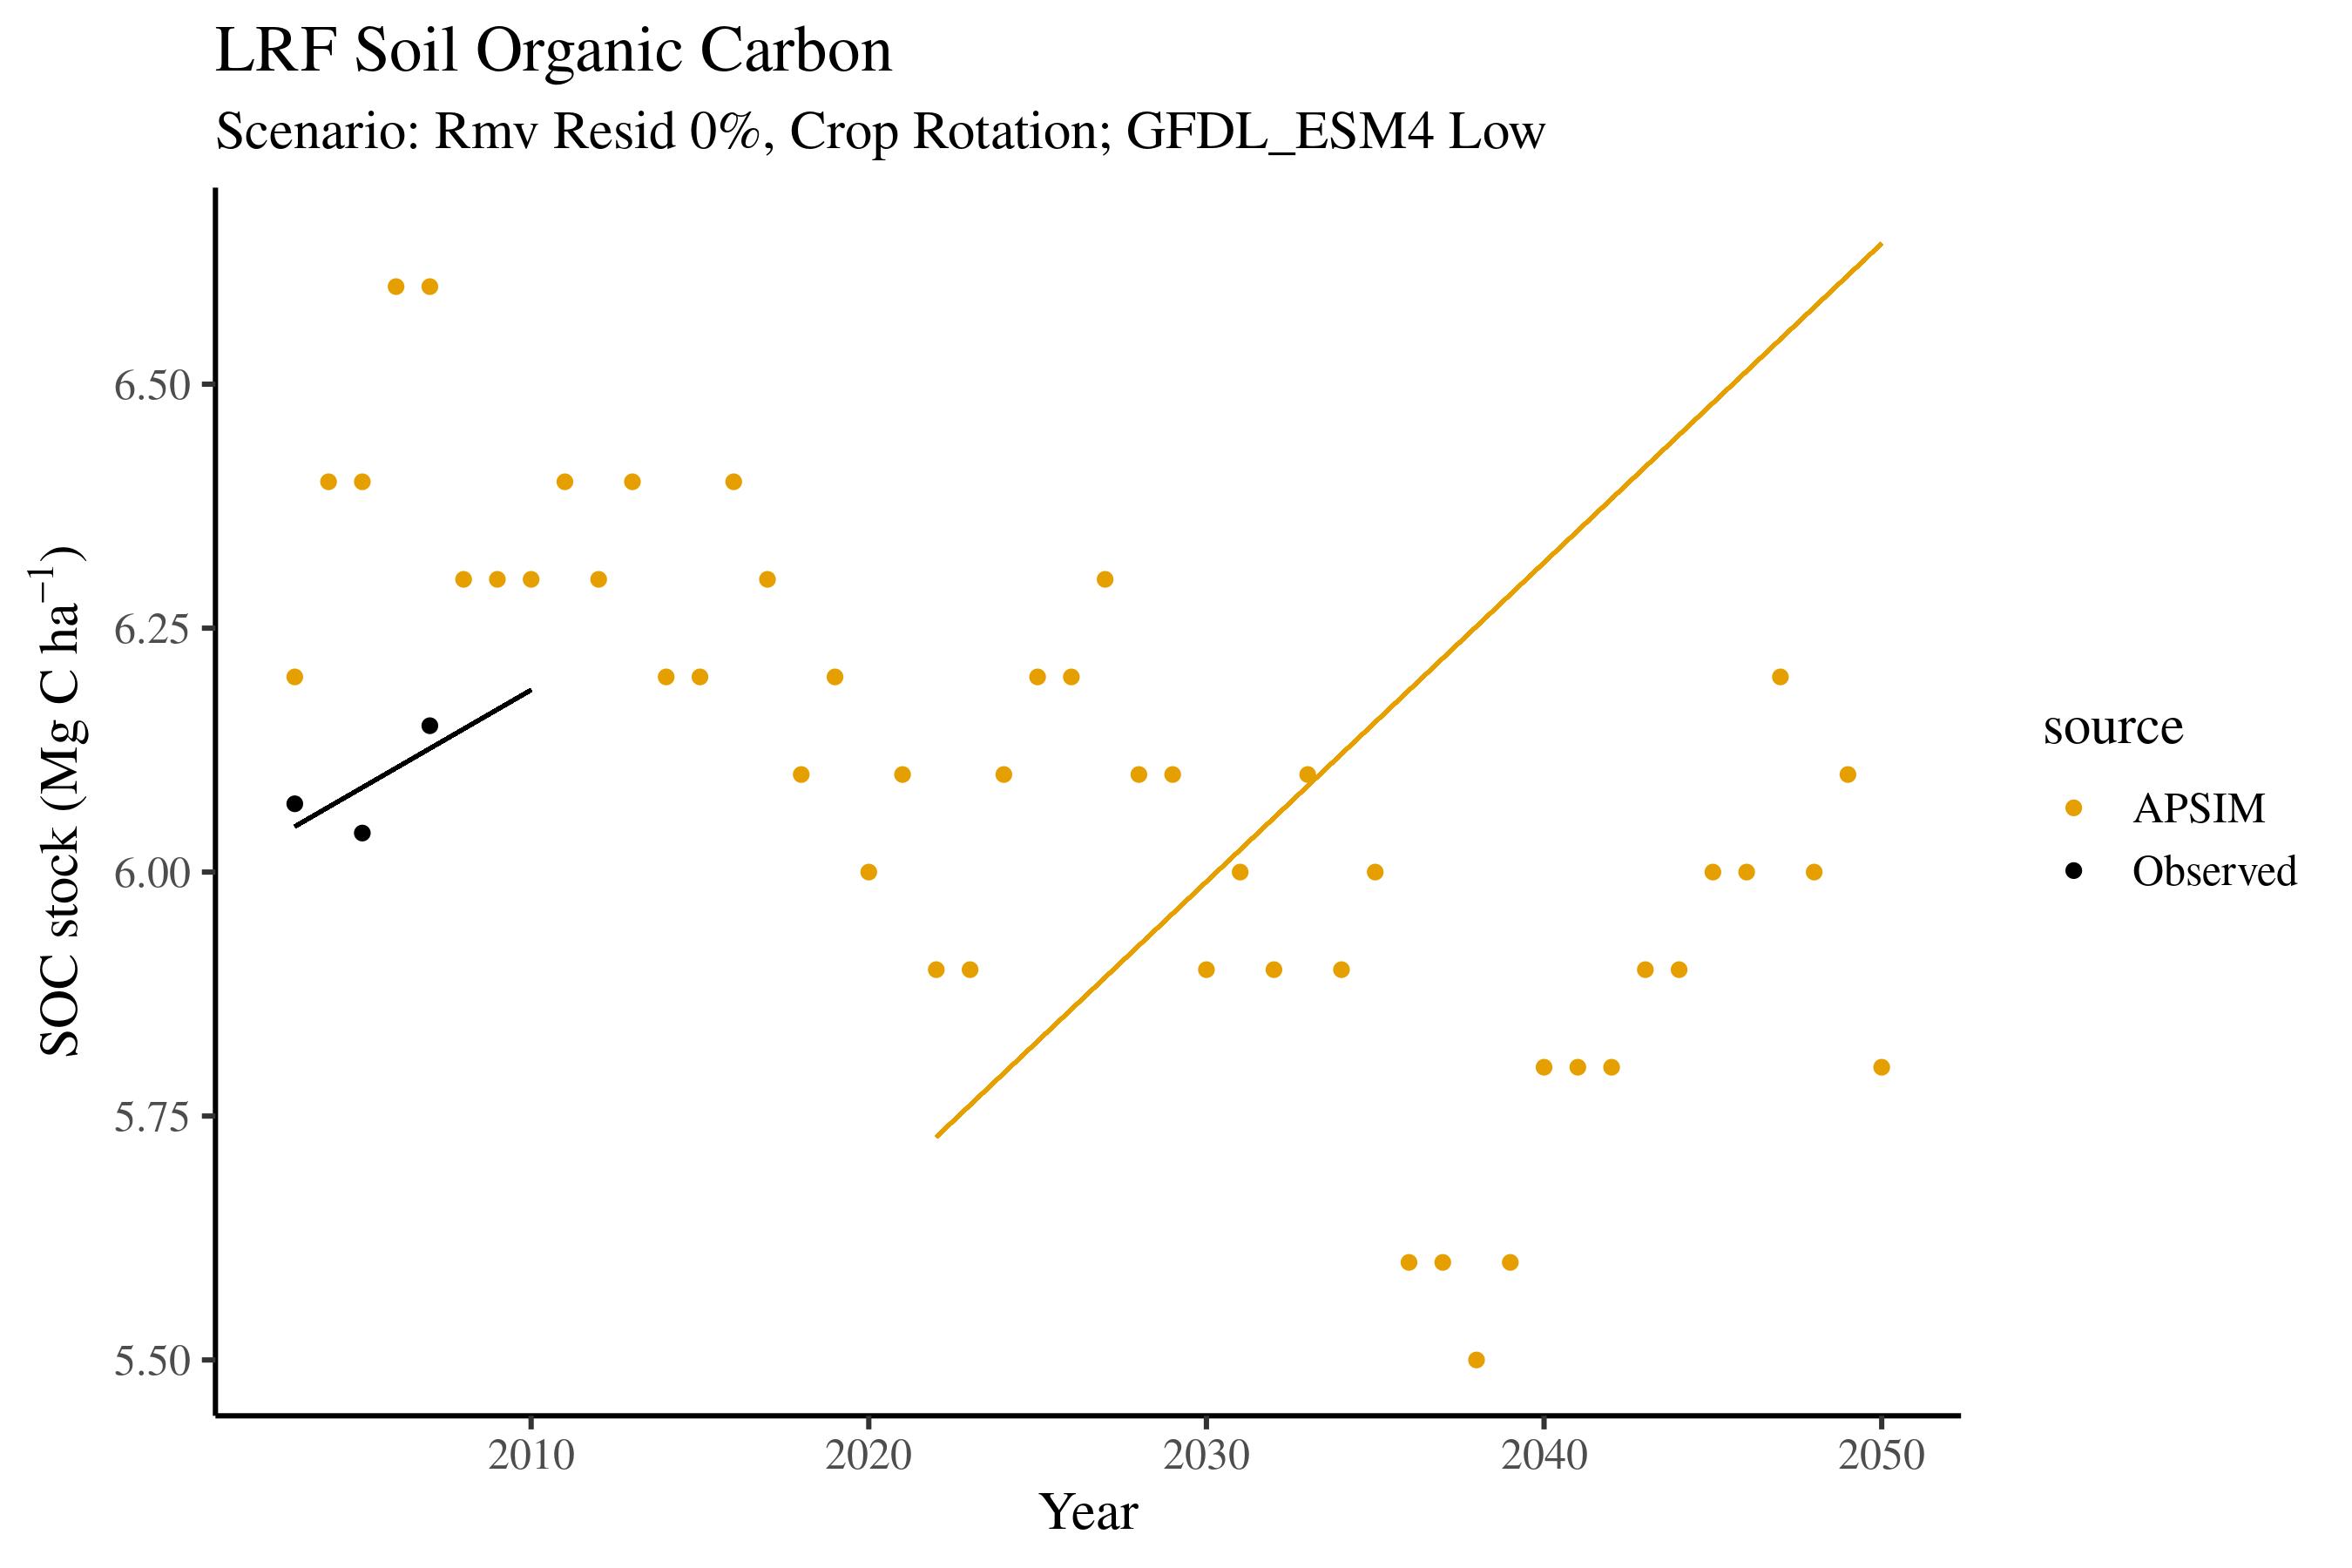 LRF Soil Organic Carbon
Scenario: Rmv Resid 0%, Crop Rotation; GFDL_ESM4 Low
SOC stock (Mg C ha⁻¹)
6.50
6.25
6.00
5.75
5.50
2010 2020 2030 2040 2050
Year
source
APSIM
Observed